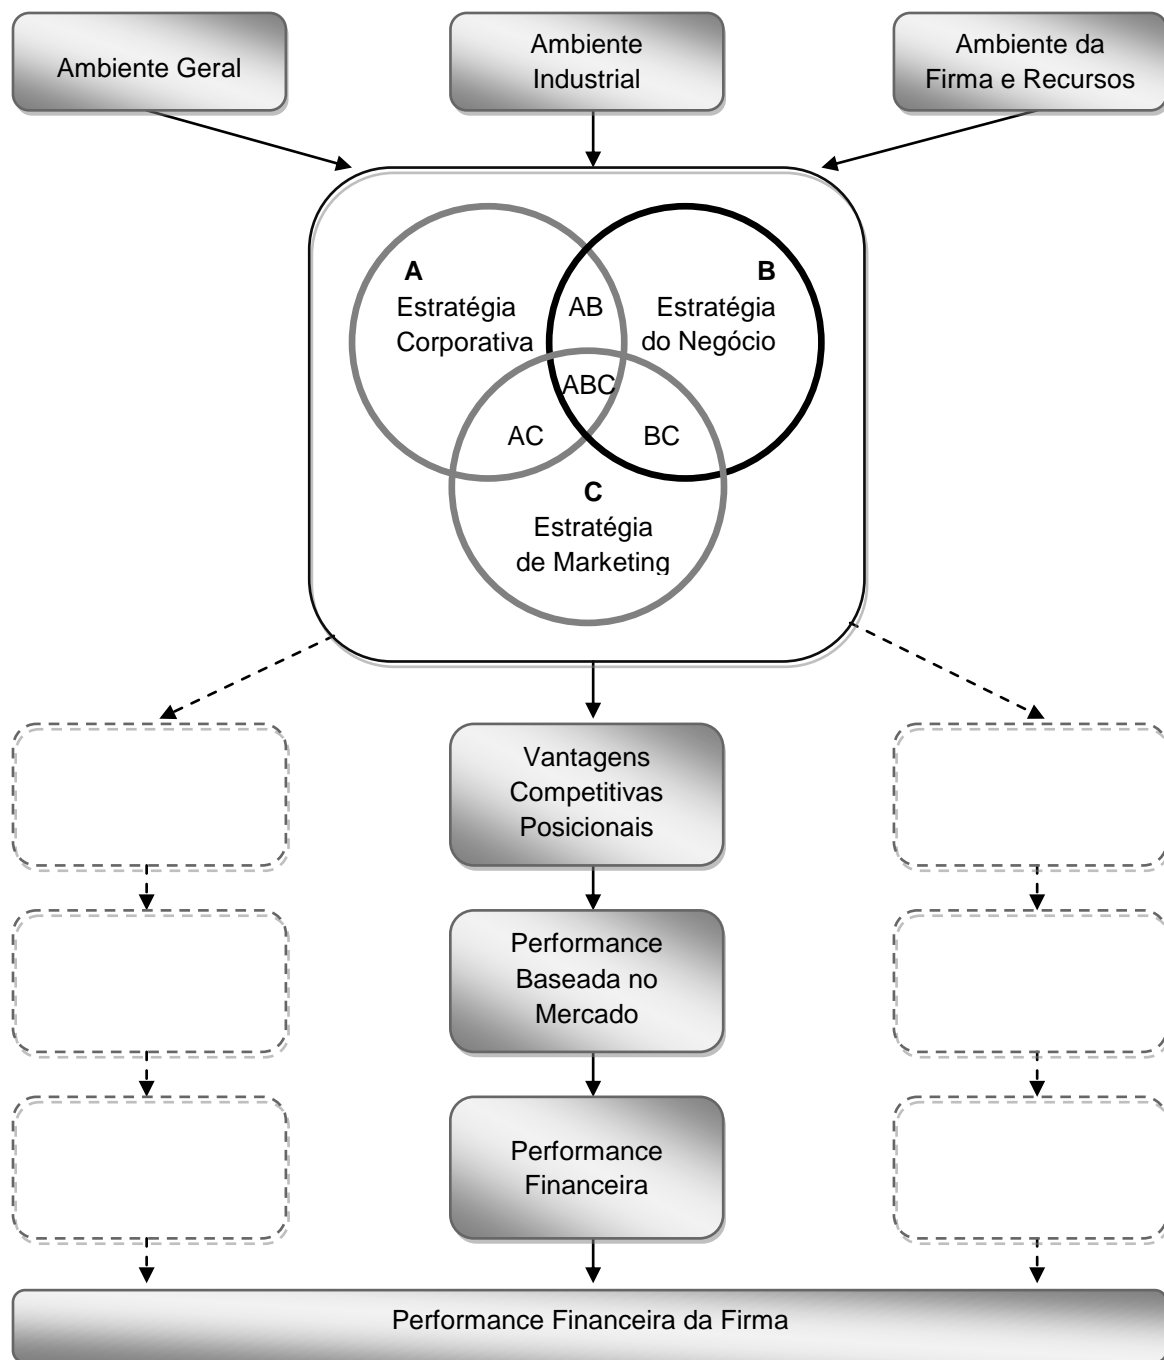 Ambiente Geral
Ambiente
Industrial
Ambiente da
Firma e Recursos
A
Estratégia
Corporativa
AB
B
Estratégia
do Negócio
ABC
AC
BC
C
Estratégia
de Marketing
Vantagens
Competitivas
Posicionais
Performance
Baseada no
Mercado
Performance
Financeira
Performance Financeira da Firma